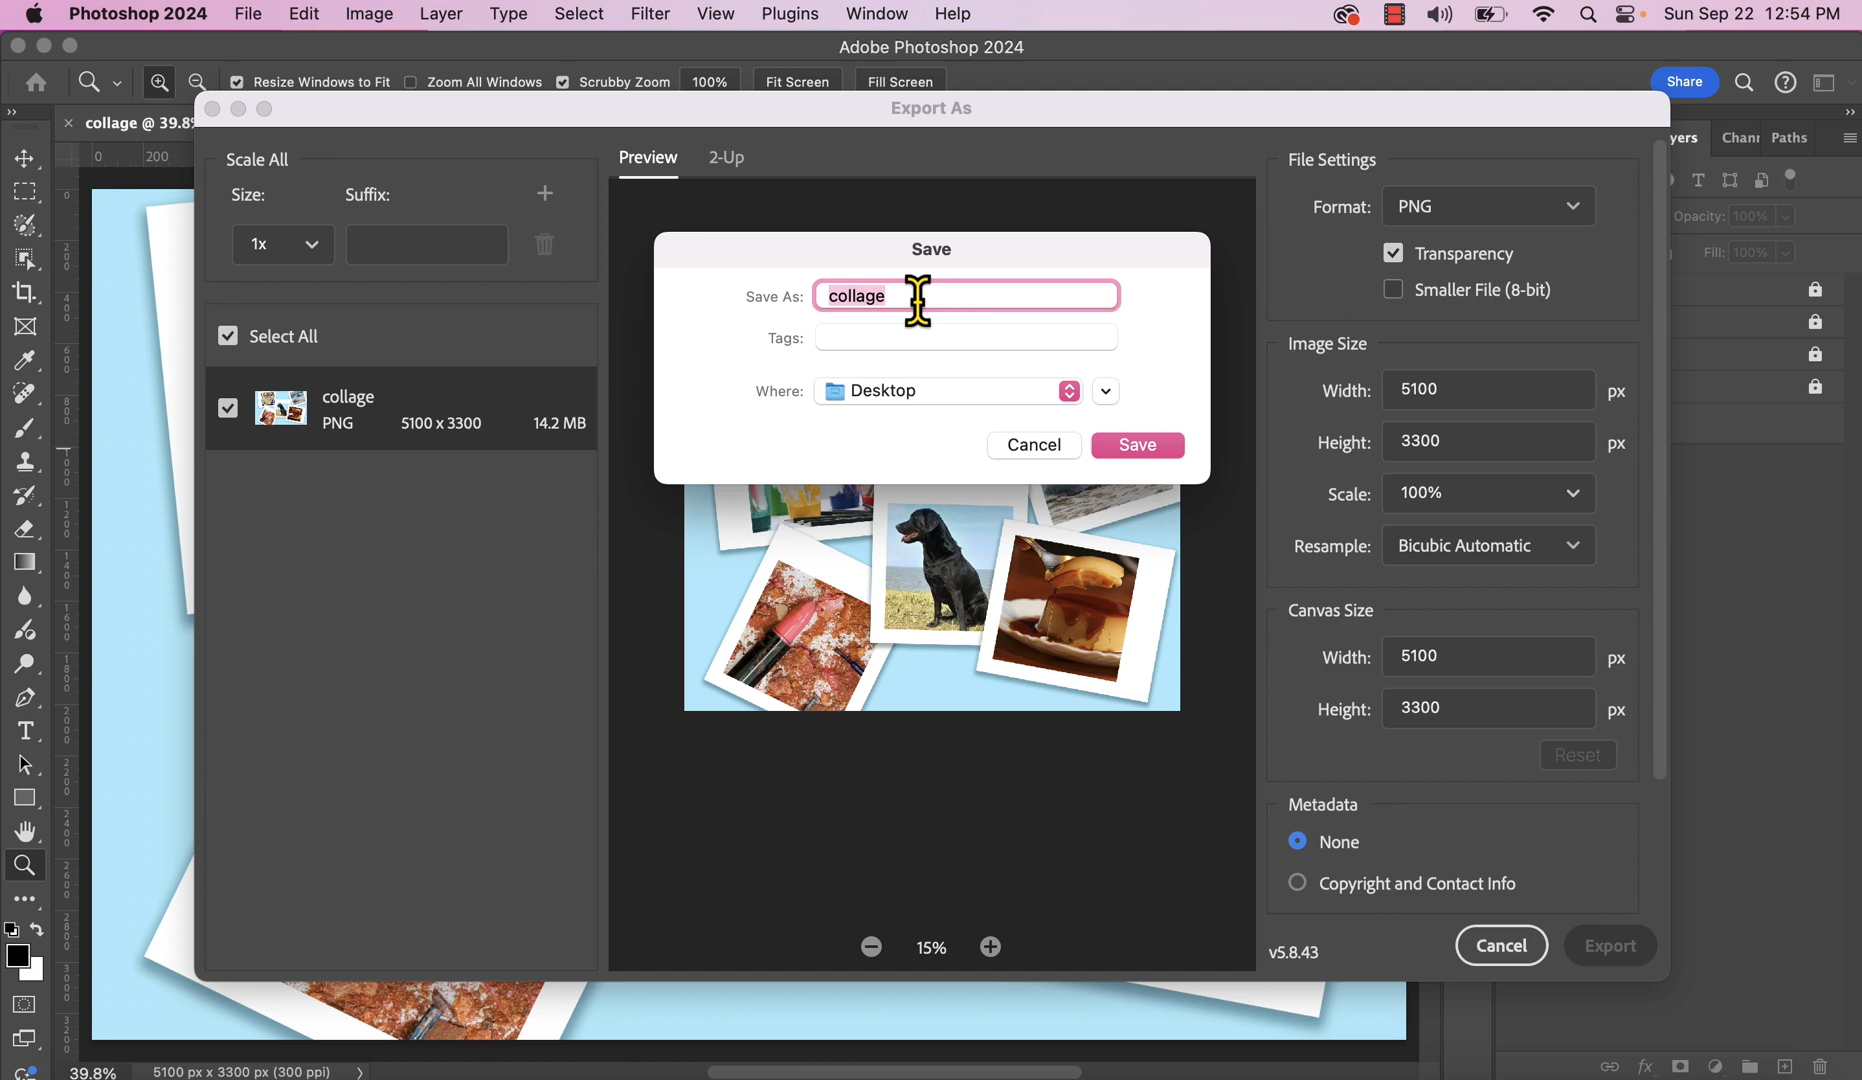 Photoshop 2024 File Edit Image Layer Type Select Filter View Plugins Window Help Sun Sep 22 12:54 PM
Adobe Photoshop 2024
Resize Windows to Fit Zoom All Windows Scrubby Zoom 100% Fit Screen Fill Screen Share
Export As
collage @ 39.8%
Chann Paths
0 200
Scale All
Size: Suffix:
1x
Select All
collage
PNG 5100 x 3300 14.2 MB
Preview 2-Up
Save
Save As: collage
Tags:
Where: Desktop
Cancel Save
15%
File Settings
Format: PNG
Transparency
Smaller File (8-bit)
Image Size
Width: 5100 px
Height: 3300 px
Scale: 100%
Resample: Bicubic Automatic
Canvas Size
Width: 5100 px
Height: 3300 px
Reset
Metadata
None
Copyright and Contact Info
v5.8.43 Cancel Export
Opacity: 100%
Fill: 100%
39.8% 5100 px x 3300 px (300 ppi)